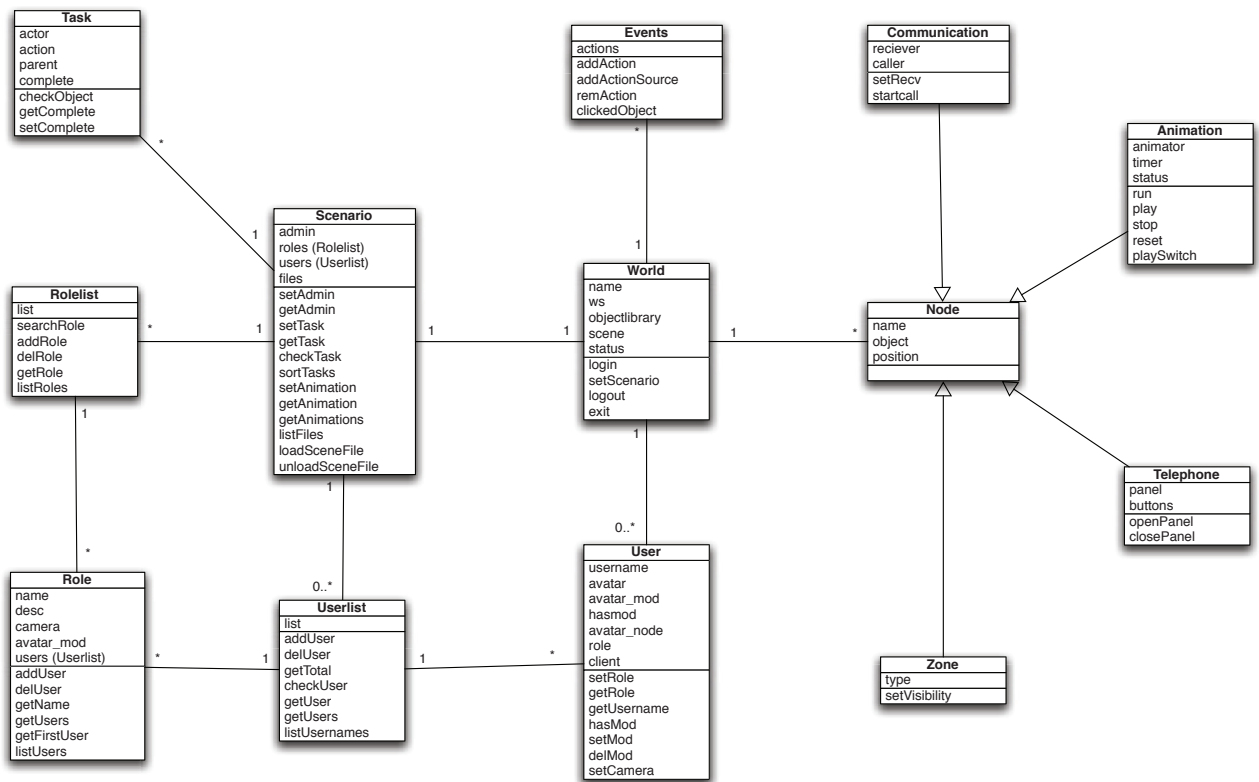 Task
actor
action
parent
complete
checkObject
getComplete
setComplete
*
1
Events
actions
addAction
addActionSource
remAction
clickedObject
*
1
Communication
reciever
caller
setRecv
startcall
Animation
animator
timer
status
run
play
stop
reset
playSwitch
Scenario
admin
roles (Rolelist)
users (Userlist)
files
setAdmin
getAdmin
setTask
getTask
checkTask
sortTasks
setAnimation
getAnimation
getAnimations
listFiles
loadSceneFile
unloadSceneFile
Rolelist
list
searchRole
addRole
delRole
getRole
listRoles
*
1
1
1
World
name
ws
objectlibrary
scene
status
login
setScenario
logout
exit
1
*
Node
name
object
position
1
1
1
Telephone
panel
buttons
openPanel
closePanel
*
0..*
0..*
Role
name
desc
camera
avatar_mod
users (Userlist)
addUser
delUser
getName
getUsers
getFirstUser
listUsers
*
1
Userlist
list
addUser
delUser
getTotal
checkUser
getUser
getUsers
listUsernames
1
*
User
username
avatar
avatar_mod
hasmod
avatar_node
role
client
setRole
getRole
getUsername
hasMod
setMod
delMod
setCamera
Zone
type
setVisibility